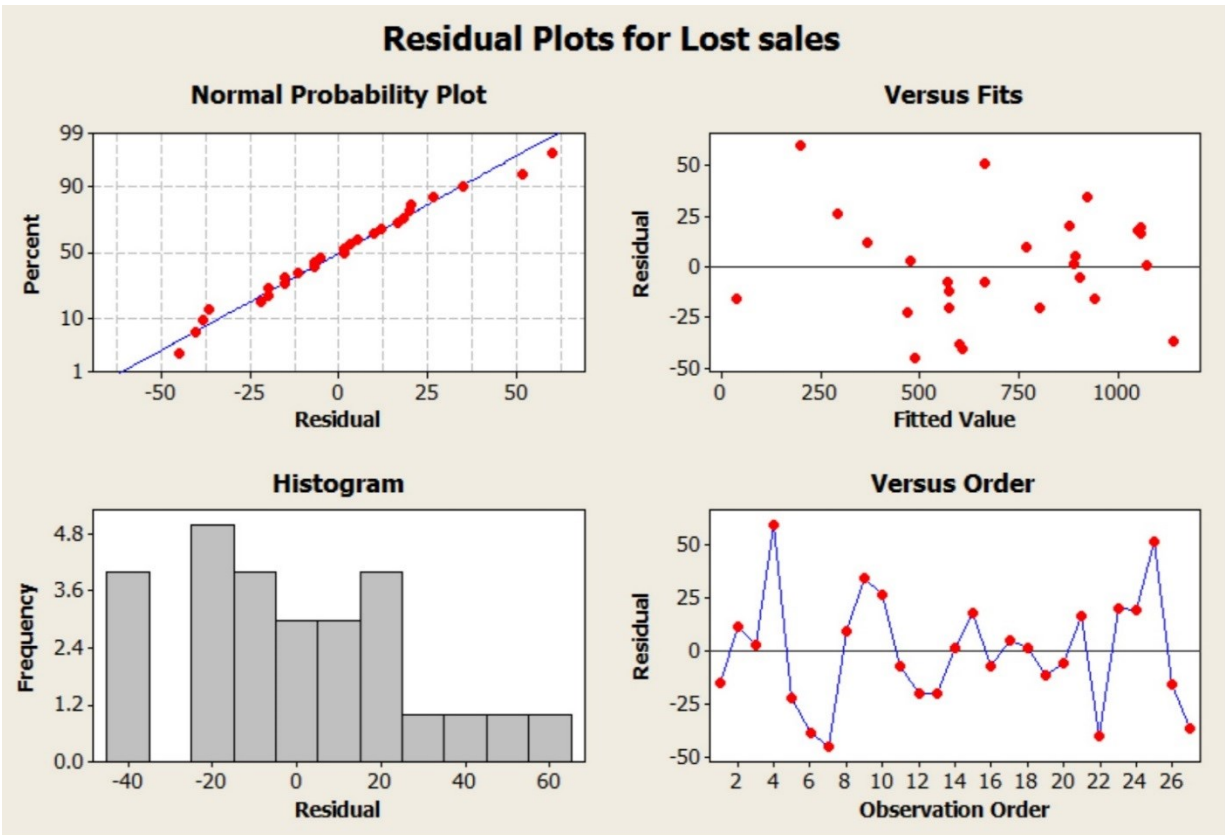 Residual Plots for Lost sales
Normal Probability Plot
99
90
50
10
1
Percent
-50 -25 0 25 50
Residual
Versus Fits
50
25
0
-25
-50
Residual
0 250 500 750 1000
Fitted Value
Histogram
4.8
3.6
2.4
1.2
0.0
Frequency
-40 -20 0 20 40 60
Residual
Versus Order
50
25
0
-25
-50
Residual
2 4 6 8 10 12 14 16 18 20 22 24 26
Observation Order